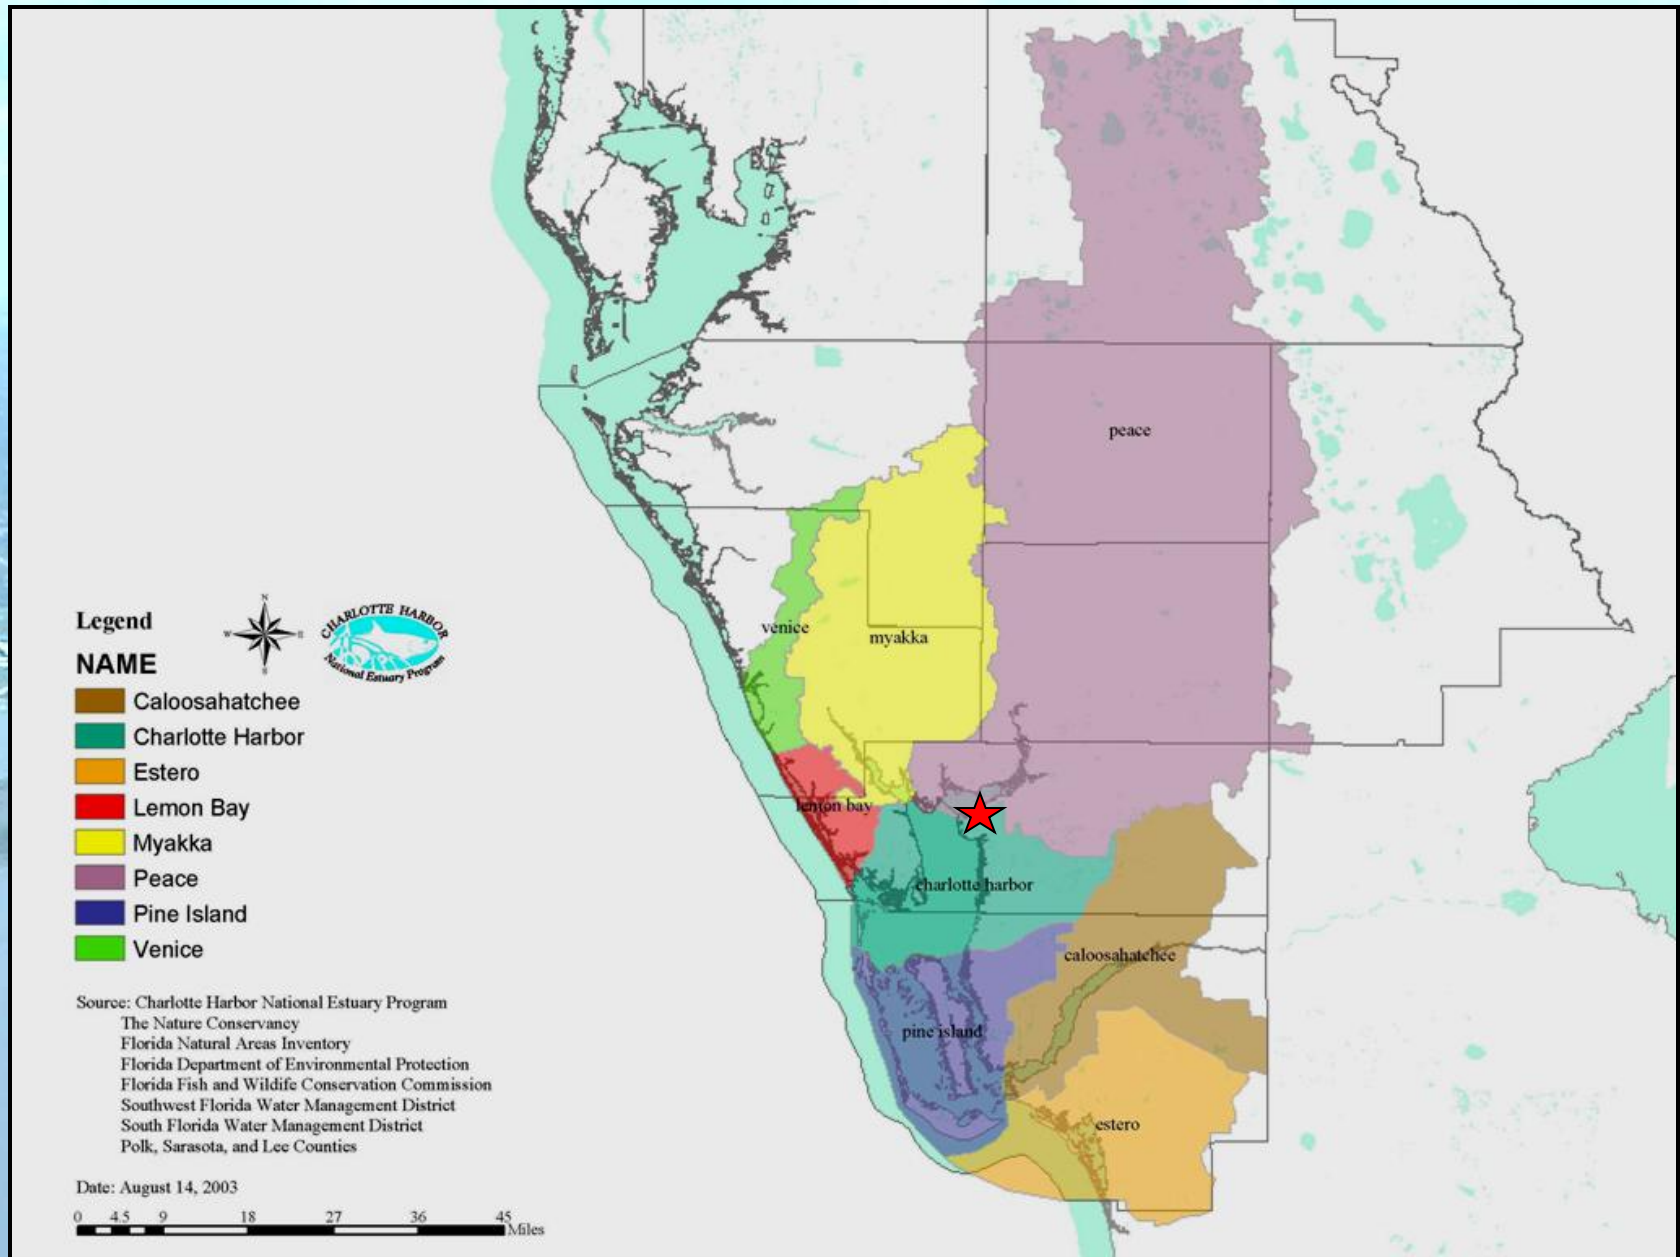 peace
venice
myakka
lemon bay
charlotte harbor
caloosahatchee
pine island
estero
Legend
N
W
E
S
CHARLOTTE HARBOR
National Estuary Program
NAME
Caloosahatchee
Charlotte Harbor
Estero
Lemon Bay
Myakka
Peace
Pine Island
Venice
Source: Charlotte Harbor National Estuary Program
The Nature Conservancy
Florida Natural Areas Inventory
Florida Department of Environmental Protection
Florida Fish and Wildlife Conservation Commission
Southwest Florida Water Management District
South Florida Water Management District
Polk, Sarasota, and Lee Counties
Date: August 14, 2003
0 4.5 9 18 27 36 45
Miles